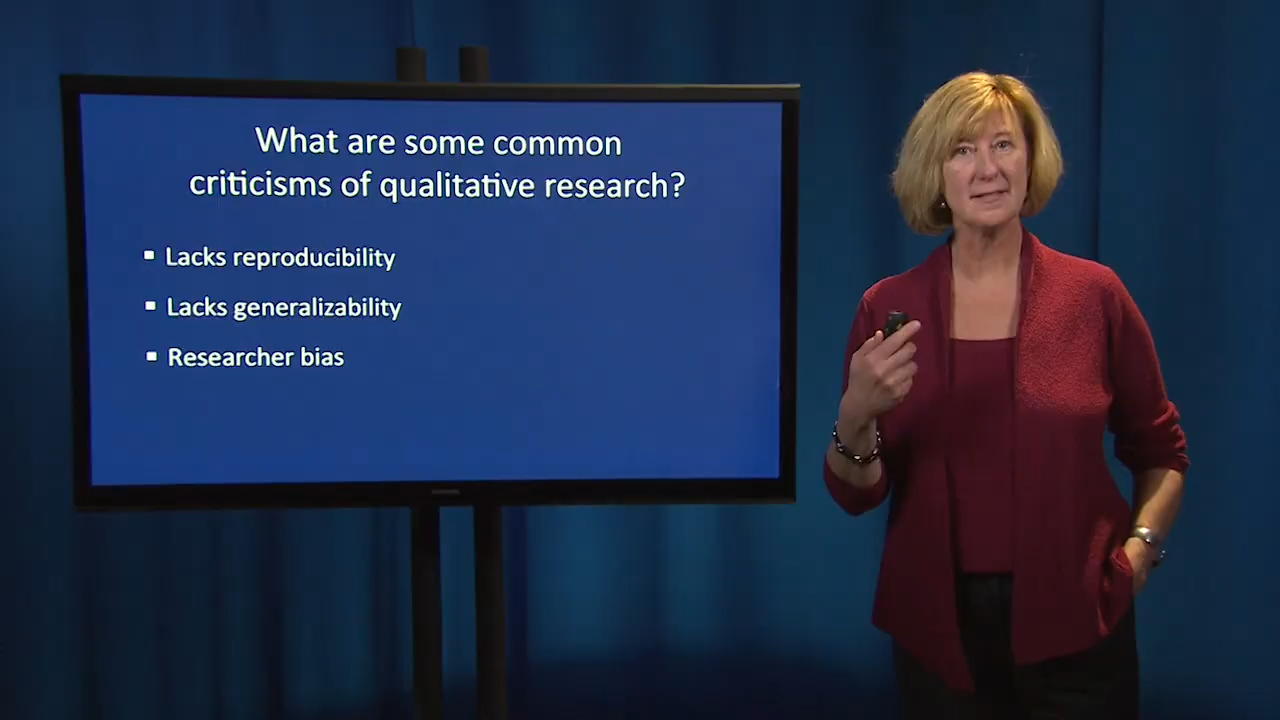 What are some common
criticisms of qualitative research?
▪ Lacks reproducibility
▪ Lacks generalizability
▪ Researcher bias